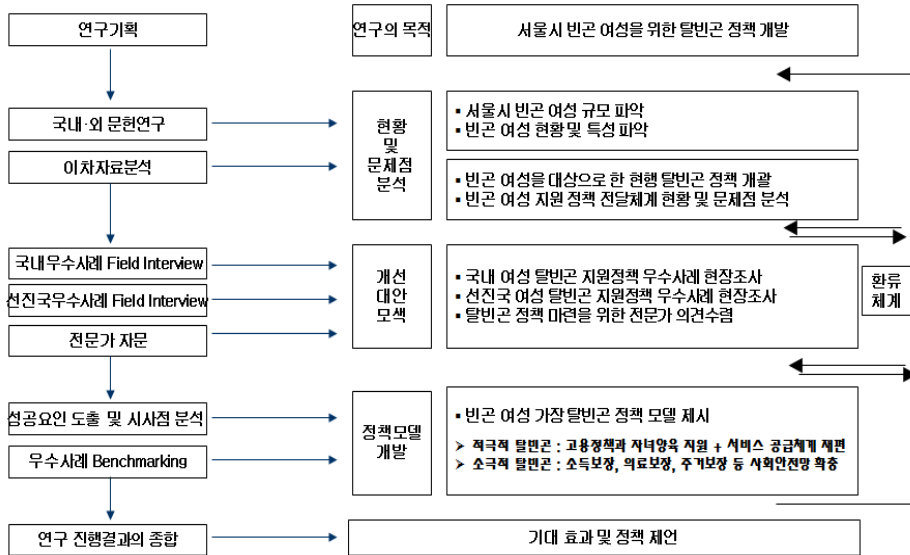 연구기획
연구의 목적
서울시 빈곤 여성을 위한 탈빈곤 정책 개발
국내·외 문헌연구
이차자료분석
현황
및
문제점
분석
▪ 서울시 빈곤 여성 규모 파악
▪ 빈곤 여성 현황 및 특성 파악
▪ 빈곤 여성을 대상으로 한 현행 탈빈곤 정책 개괄
▪ 빈곤 여성 지원 정책 전달체계 현황 및 문제점 분석
국내우수사례 Field Interview
선진국우수사례 Field Interview
전문가 자문
개선
대안
모색
▪ 국내 여성 탈빈곤 지원정책 우수사레 현장조사
▪ 선진국 여성 탈빈곤 지원정책 우수사례 현장조사
▪ 탈빈곤 정책 마련을 위한 전문가 의견수렴
환류
체계
성공요인 도출 및 시사점 분석
우수사례 Benchmarking
정책모델
개발
▪ 빈곤 여성 가장 탈빈곤 정책 모델 제시
➢ 적극적 탈빈곤 : 고용정책과 자녀양육 지원 + 서비스 공급체계 재편
➢ 소극적 탈빈곤 : 소득보장, 의료보장, 주거보장 등 사회안전망 확충
연구 진행결과의 종합
기대 효과 및 정책 제언